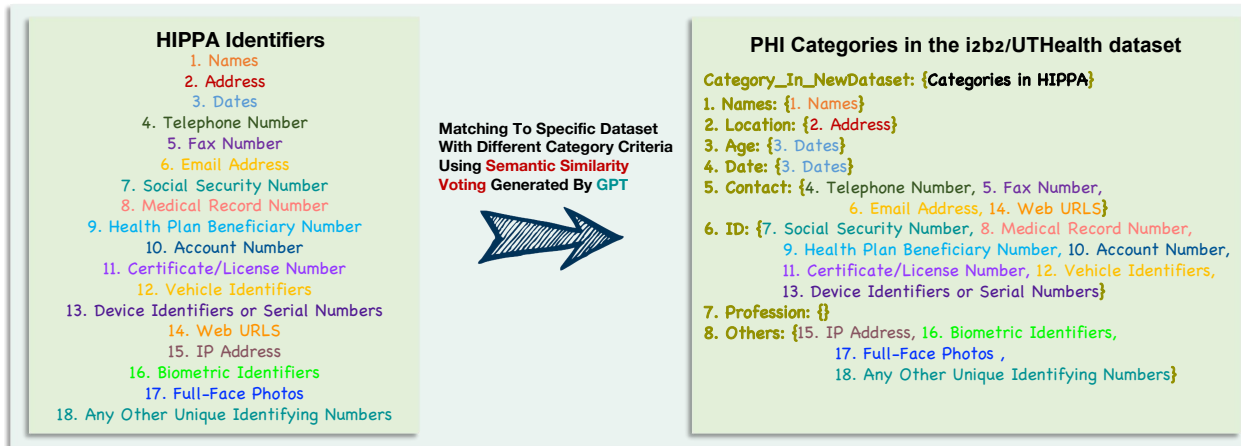 HIPPA Identifiers
1. Names
2. Address
3. Dates
4. Telephone Number
5. Fax Number
6. Email Address
7. Social Security Number
8. Medical Record Number
9. Health Plan Beneficiary Number
10. Account Number
11. Certificate/License Number
12. Vehicle Identifiers
13. Device Identifiers or Serial Numbers
14. Web URLS
15. IP Address
16. Biometric Identifiers
17. Full-Face Photos
18. Any Other Unique Identifying Numbers
Matching To Specific Dataset
With Different Category Criteria
Using Semantic Similarity
Voting Generated By GPT
PHI Categories in the i2b2/UTHealth dataset
Category_In_NewDataset: {Categories in HIPPA}
1. Names: {1. Names}
2. Location: {2. Address}
3. Age: {3. Dates}
4. Date: {3. Dates}
5. Contact: {4. Telephone Number, 5. Fax Number,
6. Email Address, 14. Web URLS}
6. ID: {7. Social Security Number, 8. Medical Record Number,
9. Health Plan Beneficiary Number, 10. Account Number,
11. Certificate/License Number, 12. Vehicle Identifiers,
13. Device Identifiers or Serial Numbers}
7. Profession: {}
8. Others: {15. IP Address, 16. Biometric Identifiers,
17. Full-Face Photos ,
18. Any Other Unique Identifying Numbers}